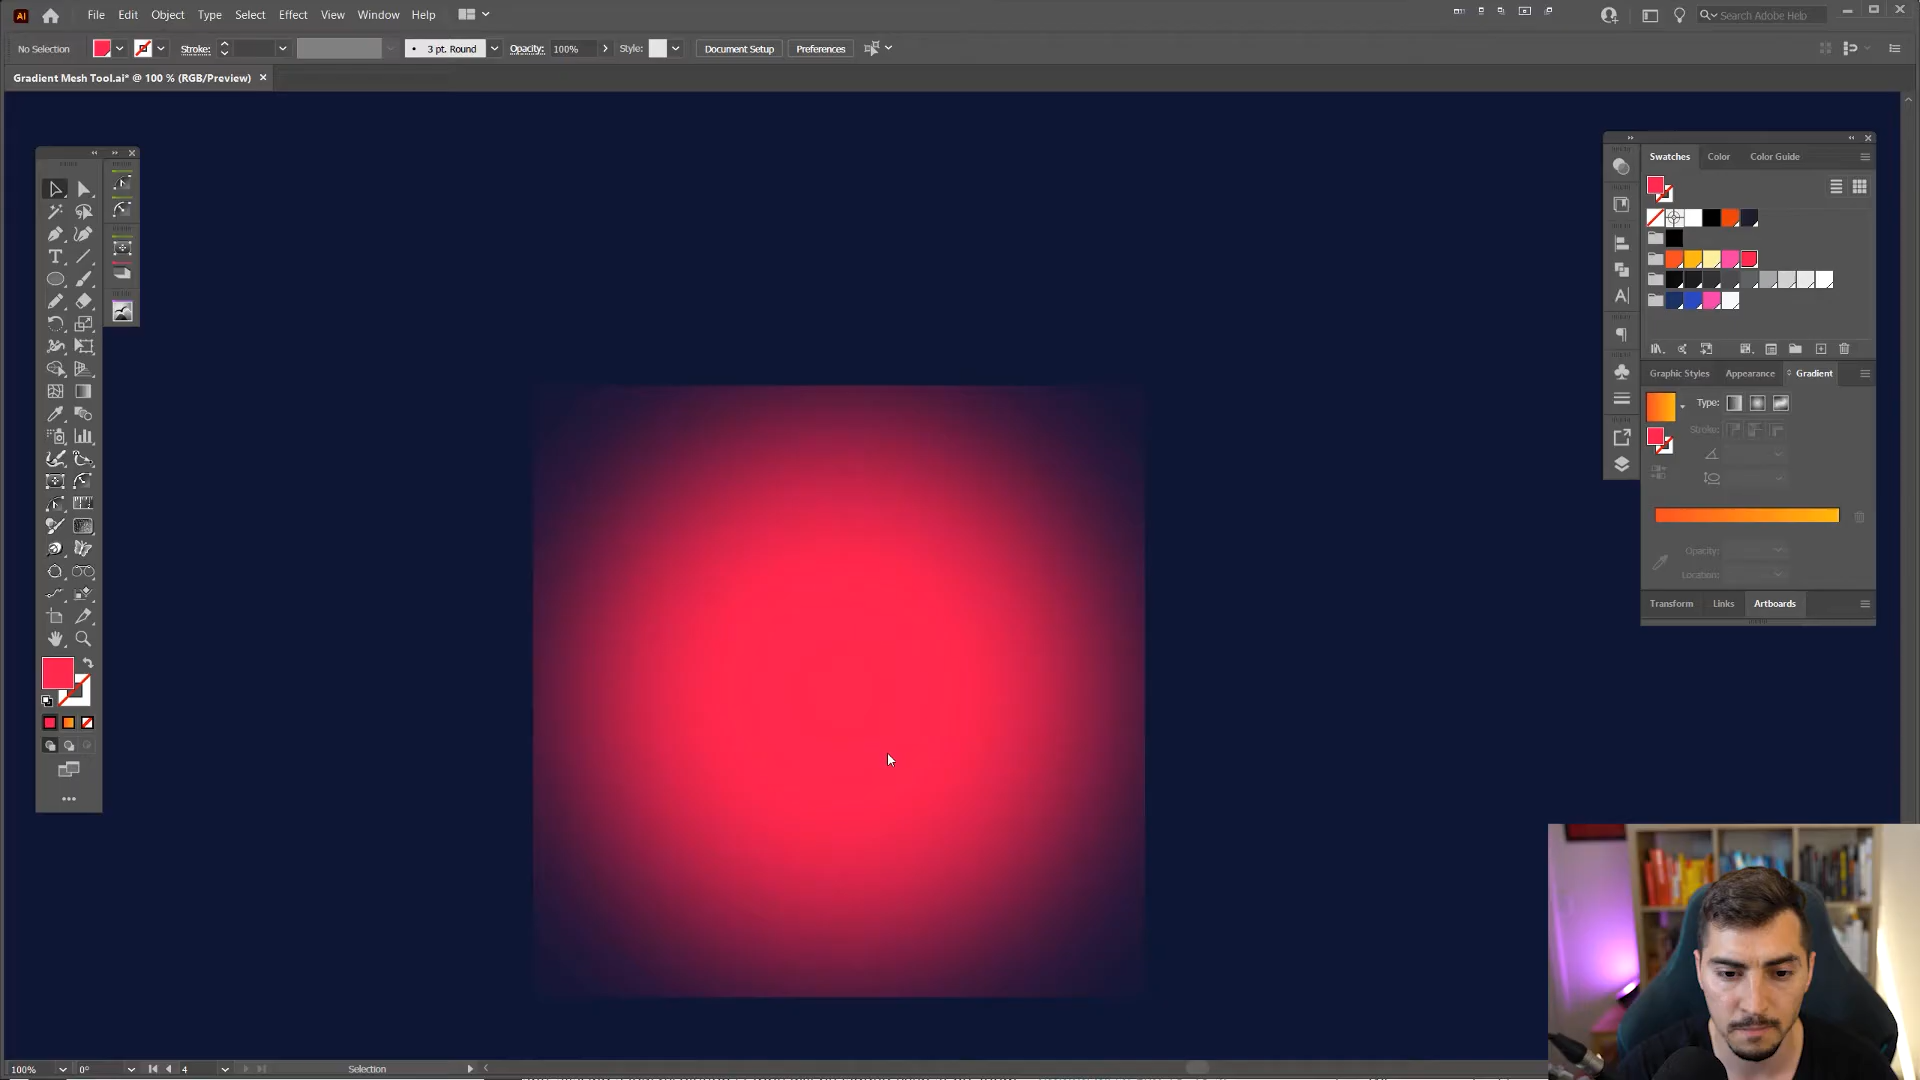 Ai File Edit Object Type Select Effect View Window Help Search Adobe Help
No Selection Stroke: 3 pt. Round Opacity: 100% Style: Document Setup Preferences
Gradient Mesh Tool.ai* @ 100 % (RGB/Preview)
Swatches Color Color Guide
Graphic Styles Appearance Gradient
Type:
Stroke:
Opacity:
Location:
Transform Links Artboards
100% 0° 4 Selection